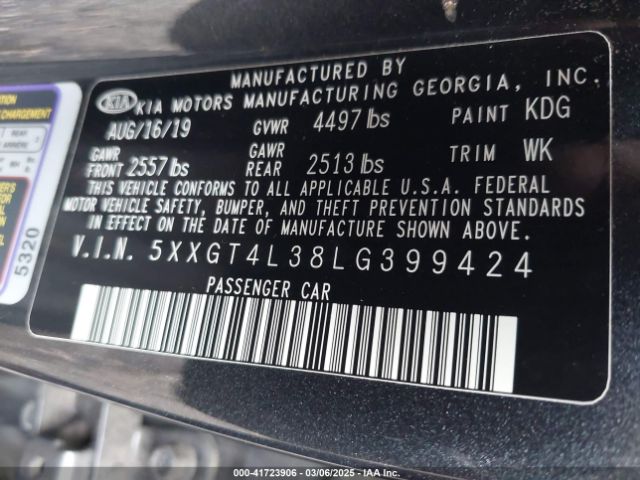 MANUFACTURED BY
KIA KIA MOTORS MANUFACTURING GEORGIA, INC.
AUG/16/19 GVWR 4497 lbs PAINT KDG
GAWR FRONT 2557 lbs GAWR REAR 2513 lbs TRIM WK
THIS VEHICLE CONFORMS TO ALL APPLICABLE U.S.A. FEDERAL
MOTOR VEHICLE SAFETY, BUMPER, AND THEFT PREVENTION STANDARDS
IN EFFECT ON THE DATE OF MANUFACTURE SHOWN ABOVE.
V.I.N. 5XXGT4L38LG399424
PASSENGER CAR
5320
000-41723906 — 03/06/2025 — IAA Inc.